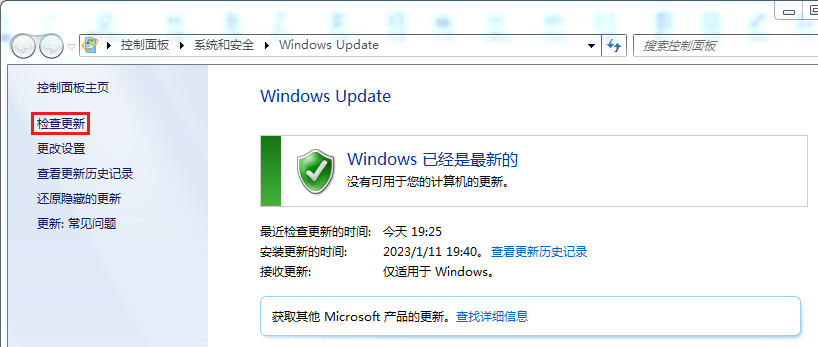 控制面板 系统和安全 Windows Update 搜索控制面板
控制面板主页
检查更新
更改设置
查看更新历史记录
还原隐藏的更新
更新: 常见问题
Windows Update
Windows 已经是最新的
没有可用于您的计算机的更新。
最近检查更新的时间: 今天 19:25
安装更新的时间: 2023/1/11 19:40。 查看更新历史记录
接收更新: 仅适用于 Windows。
获取其他 Microsoft 产品的更新。 查找详细信息